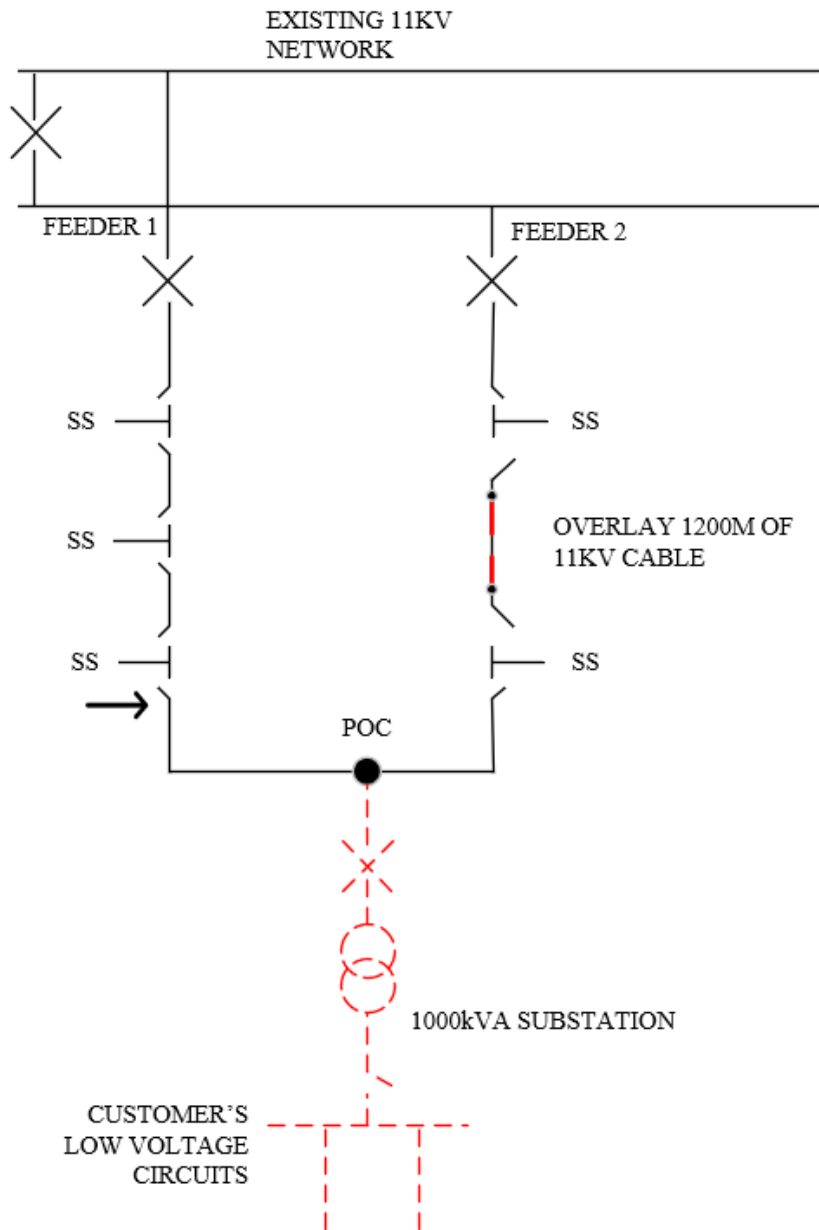 EXISTING 11KV
NETWORK
FEEDER 1
FEEDER 2
SS
SS
SS
OVERLAY 1200M OF
11KV CABLE
SS
SS
POC
1000kVA SUBSTATION
CUSTOMER’S
LOW VOLTAGE
CIRCUITS